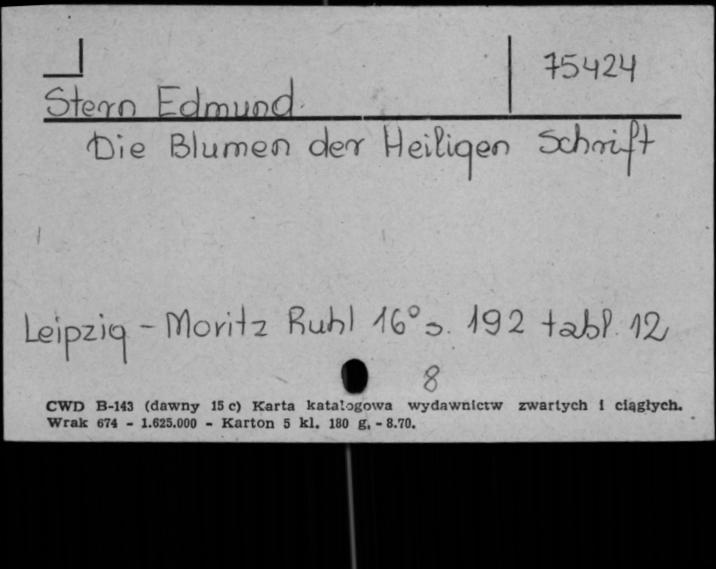 75424
Stern Edmund.
Die Blumen der Heiligen Schrift
Leipzig - Moritz Ruhl 16° s. 192 tabl. 12
8
CWD B-143 (dawny 15 c) Karta katalogowa wydawnictw zwartych i ciągłych.
Wrak 674 - 1.625.000 - Karton 5 kl. 180 g. - 8.70.